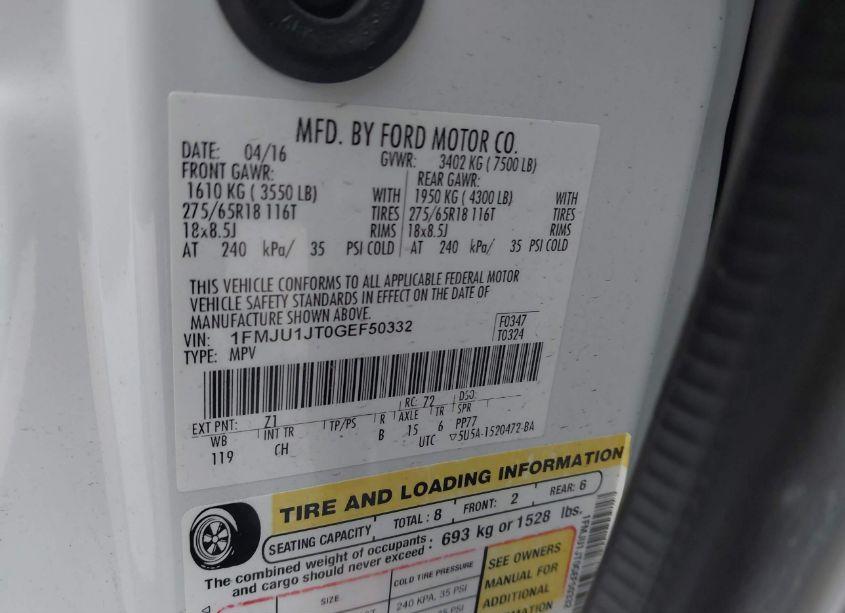 MFD. BY FORD MOTOR CO.
DATE: 04/16 GVWR: 3402 KG ( 7500 LB)
FRONT GAWR: REAR GAWR:
1610 KG ( 3550 LB) WITH 1950 KG ( 4300 LB) WITH
275/65R18 116T TIRES 275/65R18 116T TIRES
18x8.5J RIMS 18x8.5J RIMS
AT 240 kPa/ 35 PSI COLD AT 240 kPa/ 35 PSI COLD
THIS VEHICLE CONFORMS TO ALL APPLICABLE FEDERAL MOTOR
VEHICLE SAFETY STANDARDS IN EFFECT ON THE DATE OF
MANUFACTURE SHOWN ABOVE.
VIN: 1FMJU1JT0GEF50332 F0347
TYPE: MPV T0324
EXT PNT: Z1 RC: 72 DSO:
WB INT TR TP/PS R AXLE TR SPR
119 CH B 15 6 PP77
UTC ▽5U5A-1520472-BA
TIRE AND LOADING INFORMATION
SEATING CAPACITY TOTAL : 8 FRONT: 2 REAR: 6
The combined weight of occupants
and cargo should never exceed : 693 kg or 1528 lbs.
SIZE COLD TIRE PRESSURE SEE OWNERS
240 KPA, 35 PSI MANUAL FOR
35 PSI ADDITIONAL
INFORMATION